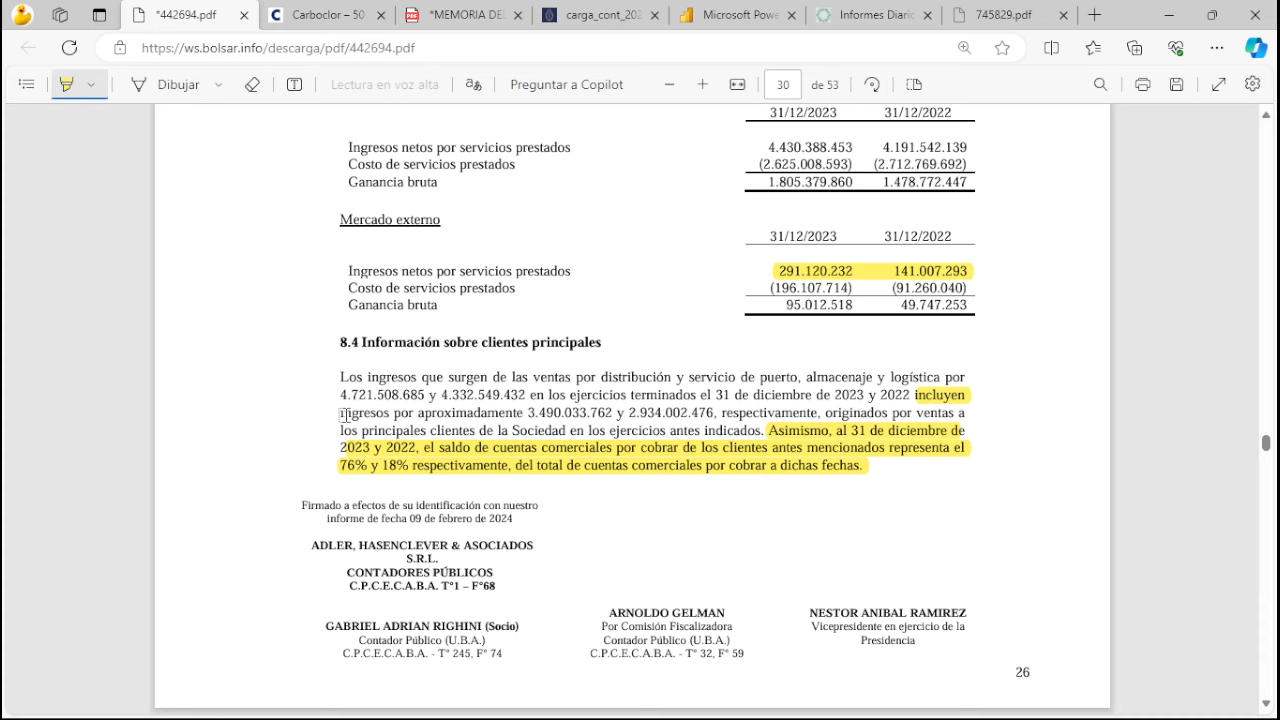 *442694.pdf
Carboclor – 50
*MEMORIA DEL
carga_cont_202
Microsoft Powe
Informes Diario
745829.pdf
https://ws.bolsar.info/descarga/pdf/442694.pdf
Dibujar
Lectura en voz alta
Preguntar a Copilot
30
de 53
31/12/2023 31/12/2022
Ingresos netos por servicios prestados 4.430.388.453 4.191.542.139
Costo de servicios prestados (2.625.008.593) (2.712.769.692)
Ganancia bruta 1.805.379.860 1.478.772.447
Mercado externo
31/12/2023 31/12/2022
Ingresos netos por servicios prestados 291.120.232 141.007.293
Costo de servicios prestados (196.107.714) (91.260.040)
Ganancia bruta 95.012.518 49.747.253
8.4 Información sobre clientes principales
Los ingresos que surgen de las ventas por distribución y servicio de puerto, almacenaje y logística por
4.721.508.685 y 4.332.549.432 en los ejercicios terminados el 31 de diciembre de 2023 y 2022 incluyen
ingresos por aproximadamente 3.490.033.762 y 2.934.002.476, respectivamente, originados por ventas a
los principales clientes de la Sociedad en los ejercicios antes indicados. Asimismo, al 31 de diciembre de
2023 y 2022, el saldo de cuentas comerciales por cobrar de los clientes antes mencionados representa el
76% y 18% respectivamente, del total de cuentas comerciales por cobrar a dichas fechas.
Firmado a efectos de su identificación con nuestro
informe de fecha 09 de febrero de 2024
ADLER, HASENCLEVER & ASOCIADOS
S.R.L.
CONTADORES PÚBLICOS
C.P.C.E.C.A.B.A. T°1 – F°68
GABRIEL ADRIAN RIGHINI (Socio)
Contador Público (U.B.A.)
C.P.C.E.C.A.B.A. - T° 245, F° 74
ARNOLDO GELMAN
Por Comisión Fiscalizadora
Contador Público (U.B.A.)
C.P.C.E.C.A.B.A. - T° 32, F° 59
NESTOR ANIBAL RAMIREZ
Vicepresidente en ejercicio de la
Presidencia
26